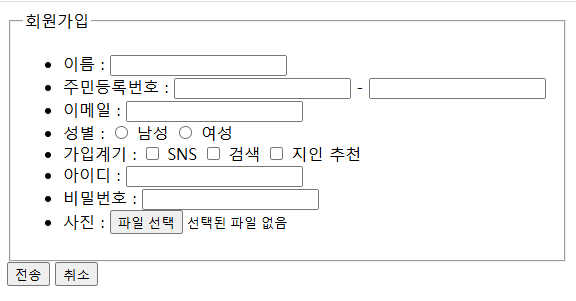 회원가입
이름 :
주민등록번호 : -
이메일 :
성별 : 남성 여성
가입계기 : SNS 검색 지인 추천
아이디 :
비밀번호 :
사진 : 파일 선택 선택된 파일 없음
전송 취소